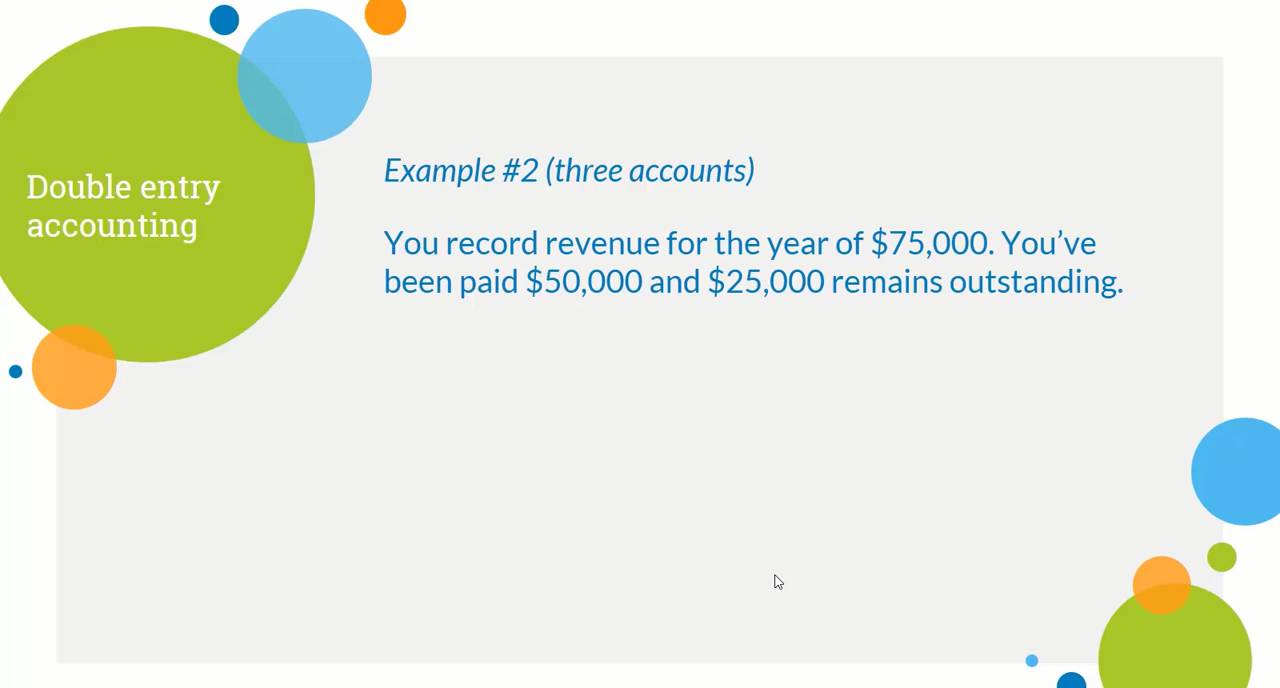 Double entry
accounting
Example #2 (three accounts)
You record revenue for the year of $75,000. You’ve
been paid $50,000 and $25,000 remains outstanding.